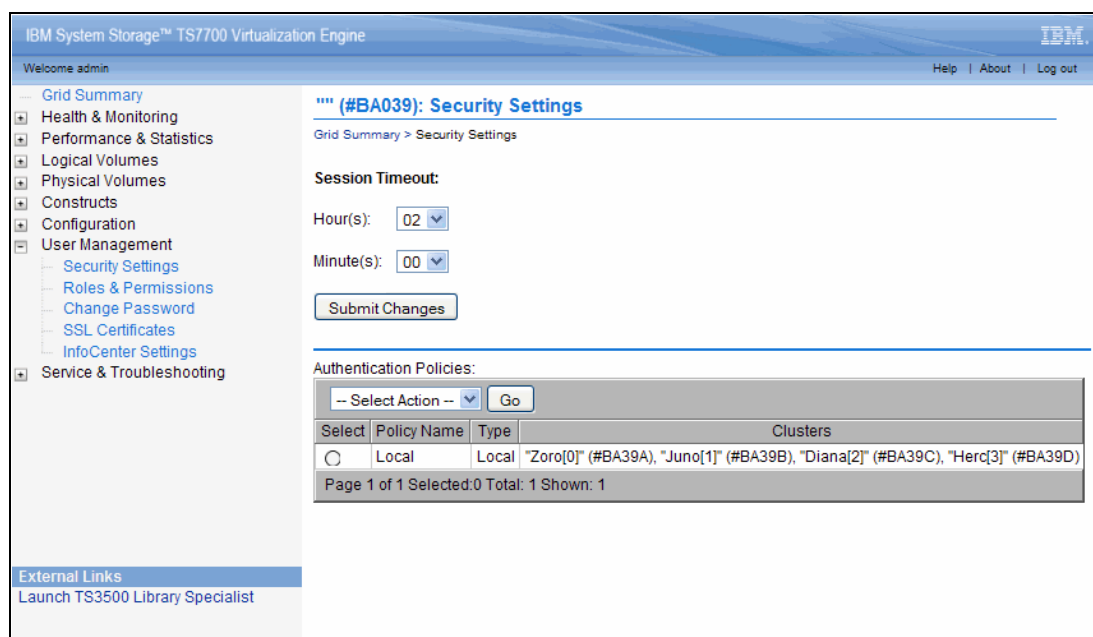 IBM System Storage™ TS7700 Virtualization Engine
IBM.
Welcome admin
Help | About | Log out
Grid Summary
Health & Monitoring
Performance & Statistics
Logical Volumes
Physical Volumes
Constructs
Configuration
User Management
Security Settings
Roles & Permissions
Change Password
SSL Certificates
InfoCenter Settings
Service & Troubleshooting
External Links
Launch TS3500 Library Specialist
"" (#BA039): Security Settings
Grid Summary > Security Settings
Session Timeout:
Hour(s): 02
Minute(s): 00
Submit Changes
Authentication Policies:
-- Select Action -- Go
Select Policy Name Type Clusters
Local Local "Zoro[0]" (#BA39A), "Juno[1]" (#BA39B), "Diana[2]" (#BA39C), "Herc[3]" (#BA39D)
Page 1 of 1 Selected:0 Total: 1 Shown: 1